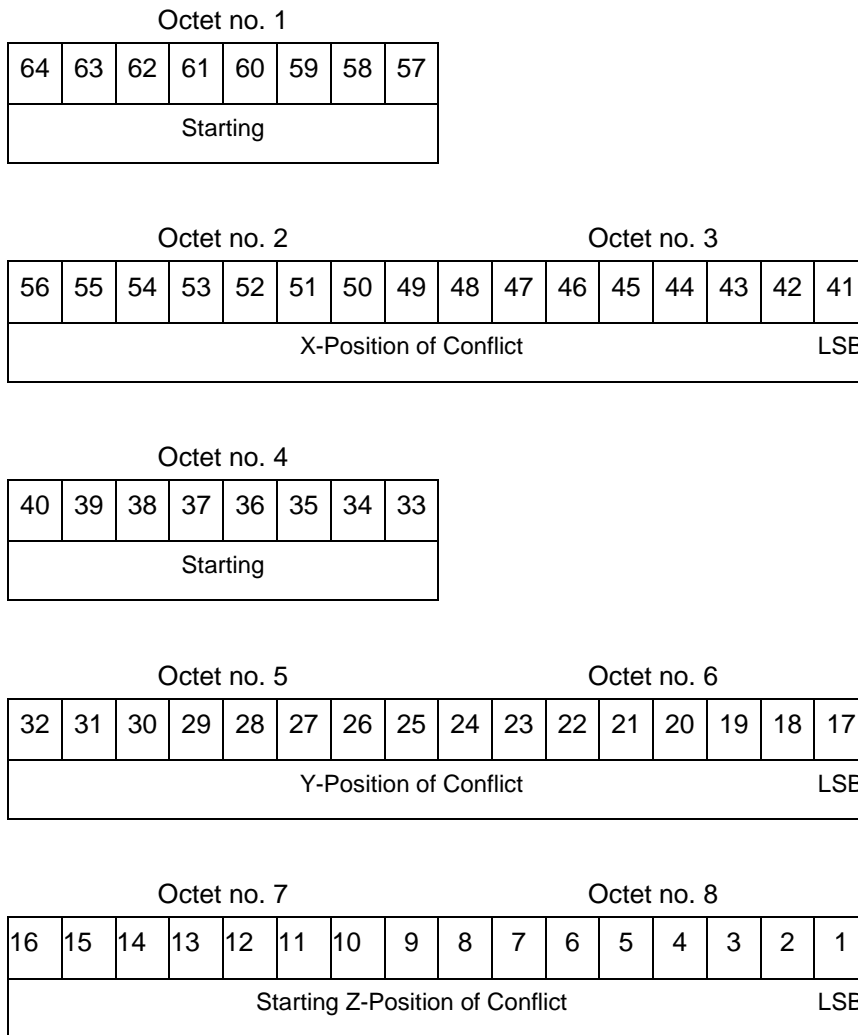 Octet no. 1
64 63 62 61 60 59 58 57
Starting
Octet no. 2 Octet no. 3
56 55 54 53 52 51 50 49 48 47 46 45 44 43 42 41
X-Position of Conflict LSB
Octet no. 4
40 39 38 37 36 35 34 33
Starting
Octet no. 5 Octet no. 6
32 31 30 29 28 27 26 25 24 23 22 21 20 19 18 17
Y-Position of Conflict LSB
Octet no. 7 Octet no. 8
16 15 14 13 12 11 10 9 8 7 6 5 4 3 2 1
Starting Z-Position of Conflict LSB